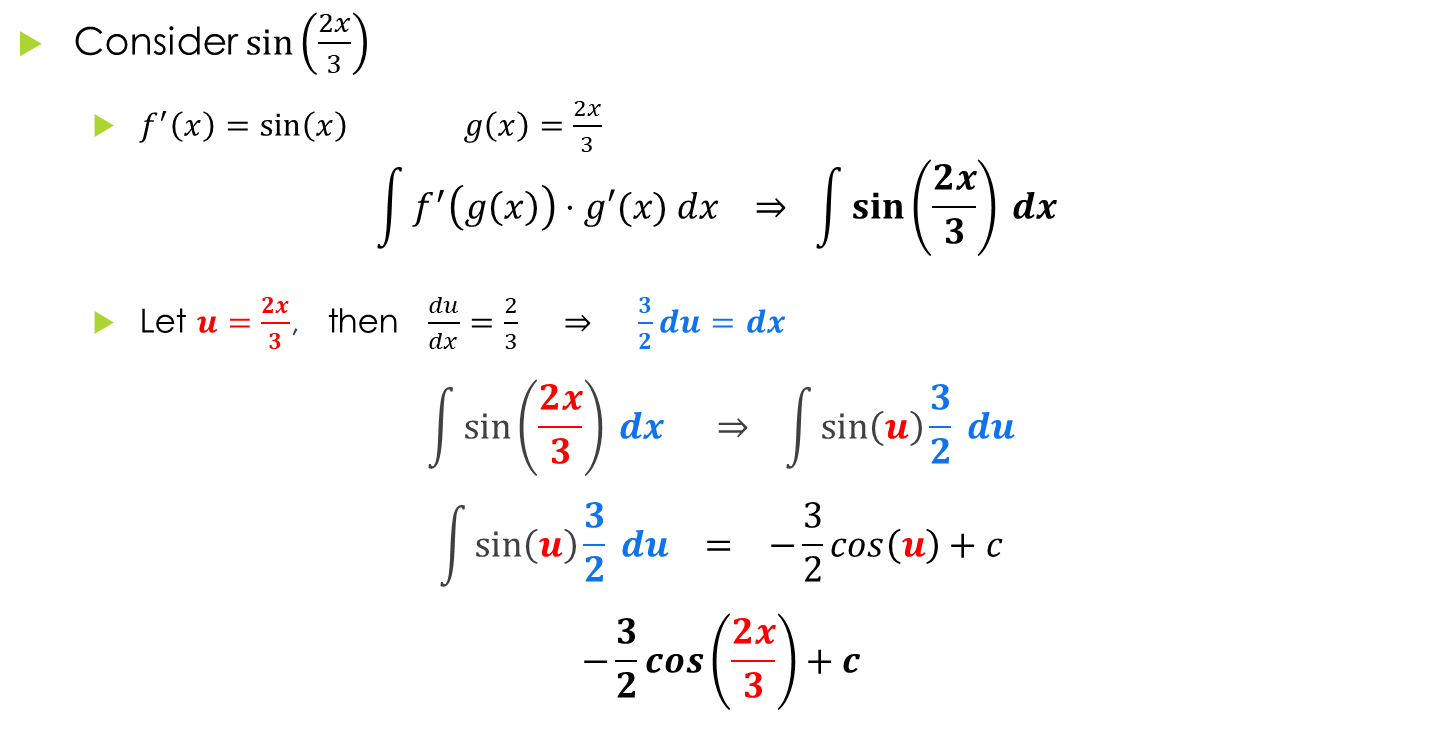 Consider sin(2x/3)
f′(x) = sin(x) g(x) = 2x/3
∫ f′(g(x)) · g′(x) dx ⇒ ∫ sin(2x/3) dx
Let u = 2x/3, then du/dx = 2/3 ⇒ 3/2 du = dx
∫ sin(2x/3) dx ⇒ ∫ sin(u) 3/2 du
∫ sin(u) 3/2 du = −3/2 cos(u) + c
−3/2 cos(2x/3) + c